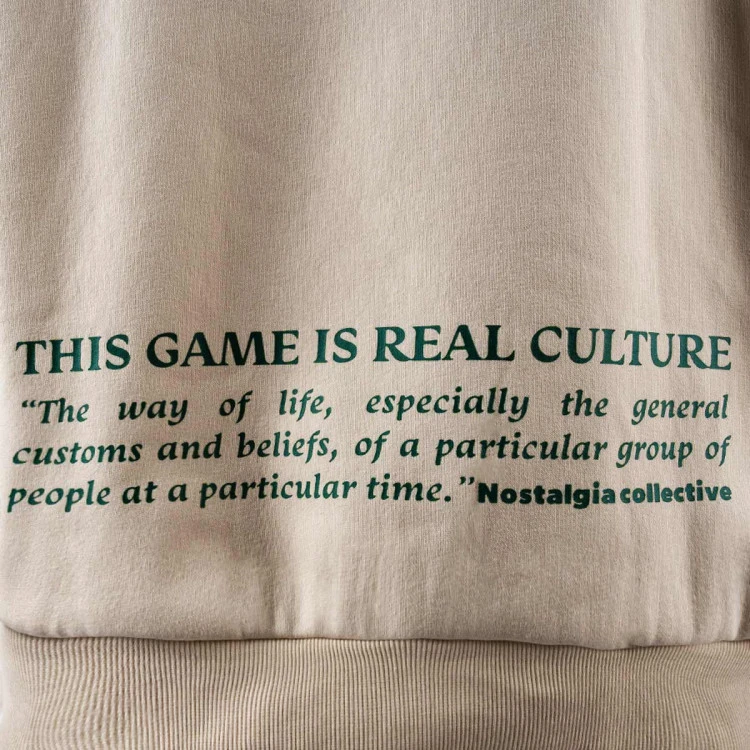 THIS GAME IS REAL CULTURE
“The way of life, especially the general
customs and beliefs, of a particular group of
people at a particular time.” Nostalgia collective